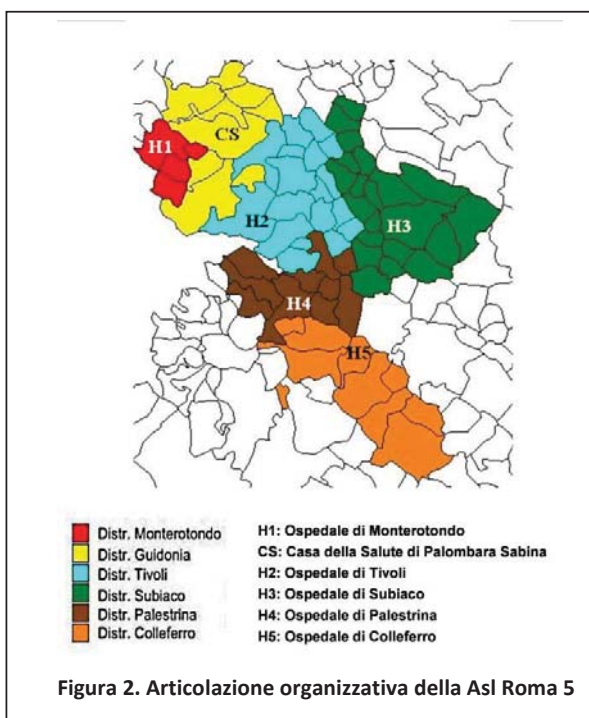 H1
CS
H2
H3
H4
H5
Distr. Monterotondo
Distr. Guidonia
Distr. Tivoli
Distr. Subiaco
Distr. Palestrina
Distr. Colleferro
H1: Ospedale di Monterotondo
CS: Casa della Salute di Palombara Sabina
H2: Ospedale di Tivoli
H3: Ospedale di Subiaco
H4: Ospedale di Palestrina
H5: Ospedale di Colleferro
Figura 2. Articolazione organizzativa della Asl Roma 5